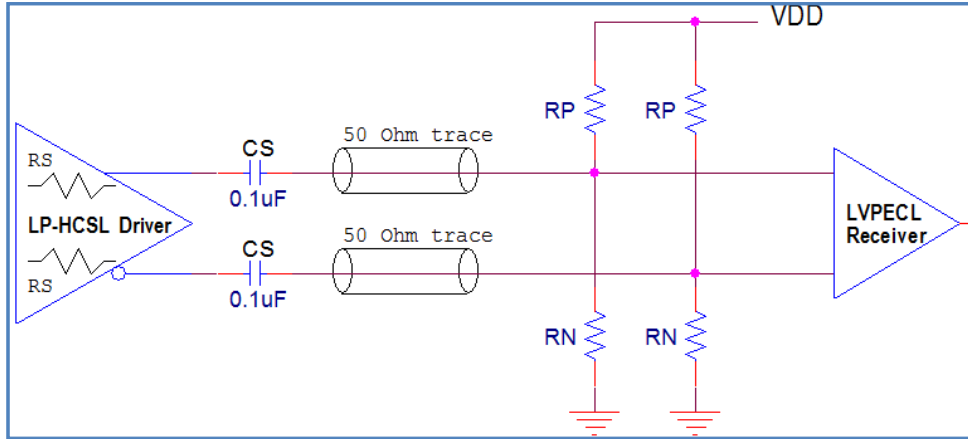 VDD
RP
RP
50 Ohm trace
CS
0.1uF
RS
LP-HCSL Driver
RS
50 Ohm trace
CS
0.1uF
LVPECL
Receiver
RN
RN